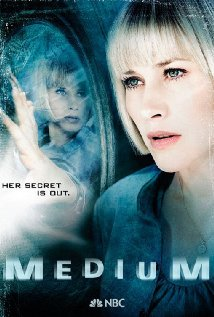 HER SECRET
IS OUT.
MEDIUM
NBC